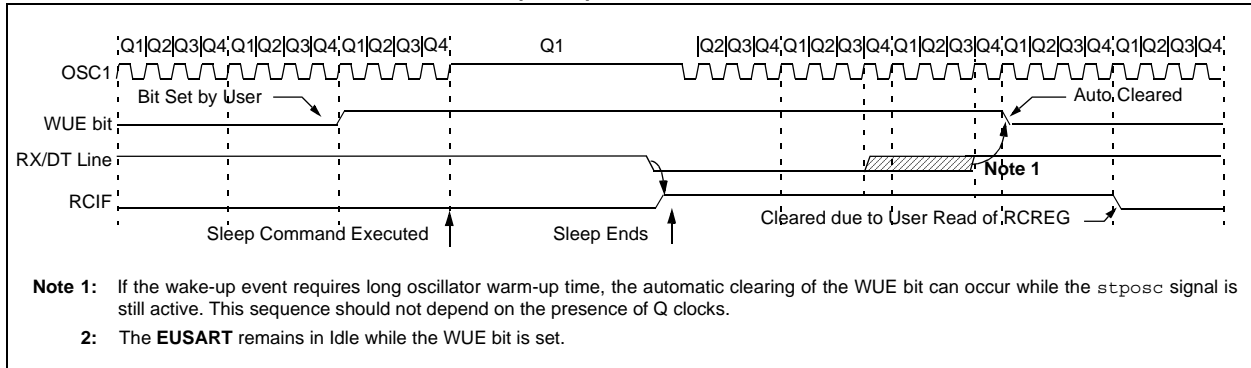 Q1|Q2|Q3|Q4|Q1|Q2|Q3|Q4|Q1|Q2|Q3|Q4 Q1 |Q2|Q3|Q4|Q1|Q2|Q3|Q4|Q1|Q2|Q3|Q4|Q1|Q2|Q3|Q4|Q1|Q2|Q3|Q4
OSC1
Bit Set by User Auto Cleared
WUE bit
RX/DT Line
Note 1
RCIF
Cleared due to User Read of RCREG
Sleep Command Executed Sleep Ends
Note 1: If the wake-up event requires long oscillator warm-up time, the automatic clearing of the WUE bit can occur while the stposc signal is
still active. This sequence should not depend on the presence of Q clocks.
2: The EUSART remains in Idle while the WUE bit is set.